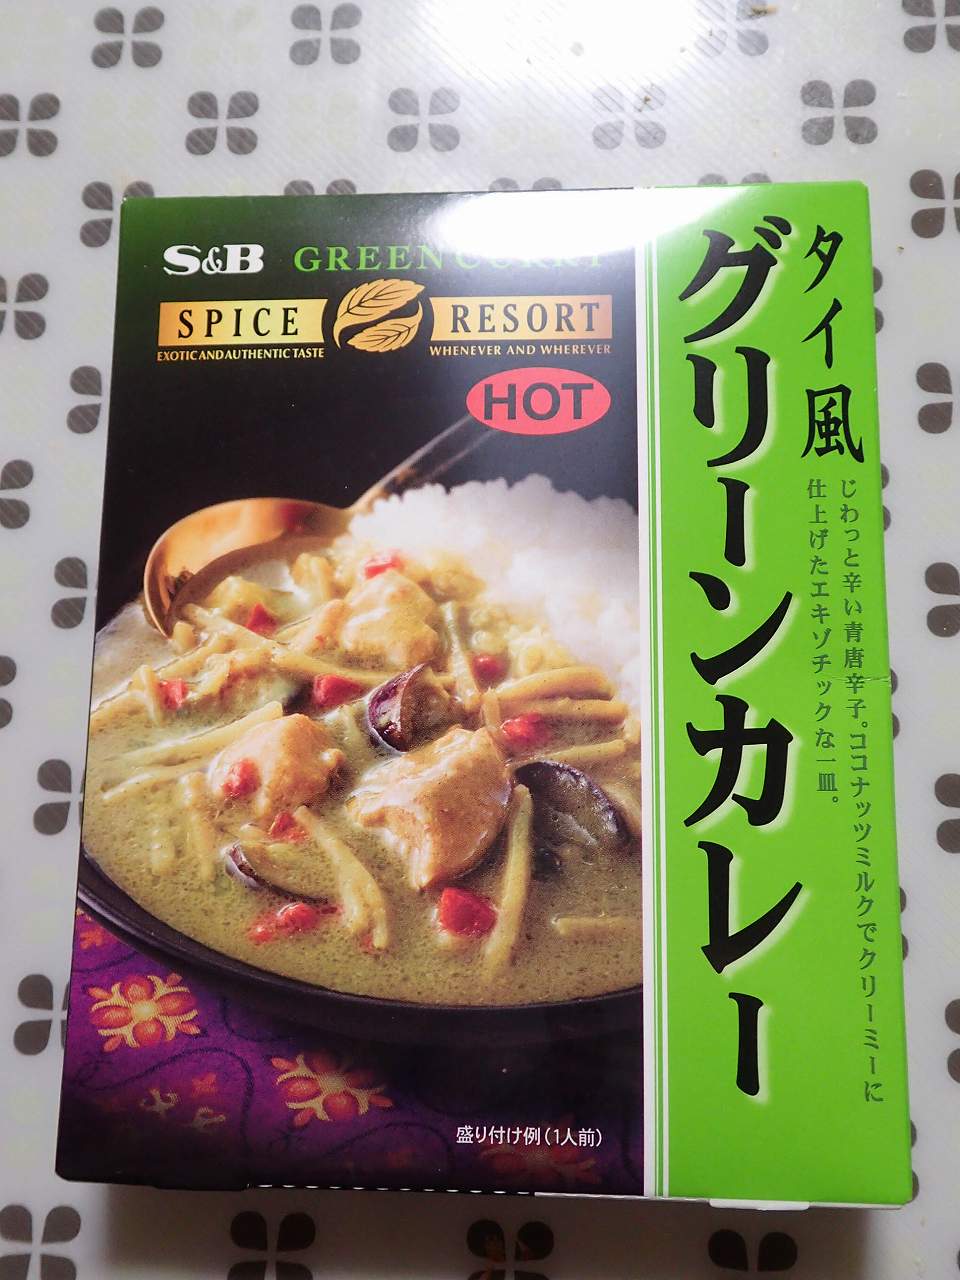 S&B GREEN CURRY
SPICE RESORT
EXOTIC AND AUTHENTIC TASTE
WHENEVER AND WHEREVER
HOT
タイ風
グリーンカレー
じわっと辛い青唐辛子。ココナッツミルクでクリーミーに
仕上げたエキゾチックな一皿。
盛り付け例（1人前）